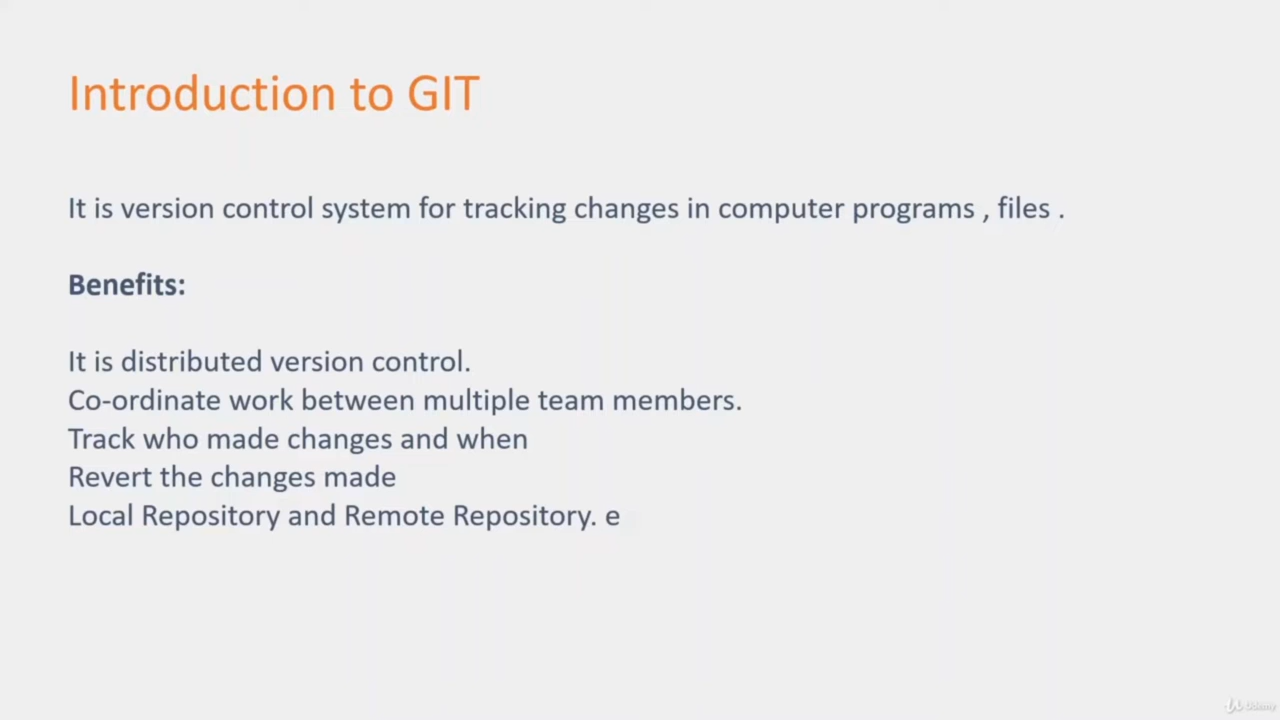 Introduction to GIT
It is version control system for tracking changes in computer programs , files .
Benefits:
It is distributed version control.
Co-ordinate work between multiple team members.
Track who made changes and when
Revert the changes made
Local Repository and Remote Repository. e
Udemy